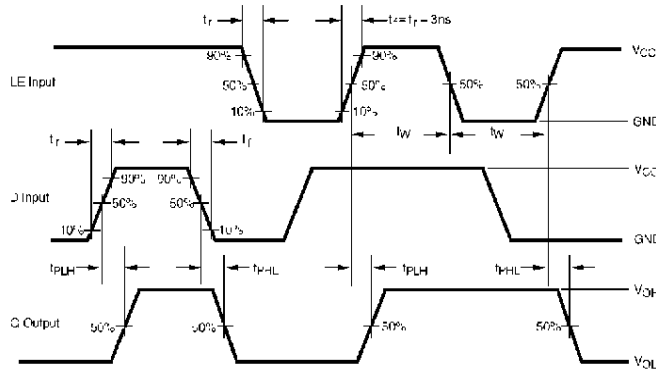 tr
tf = tr = 3ns
90%
90%
VCC
LE Input
50%
50%
50%
50%
10%
10%
GND
tr
tf
tW
tW
90%
90%
VCC
D Input
50%
50%
10%
10%
GND
tPLH
tPHL
tPLH
tPHL
VOH
Q Output
50%
50%
50%
50%
VOL